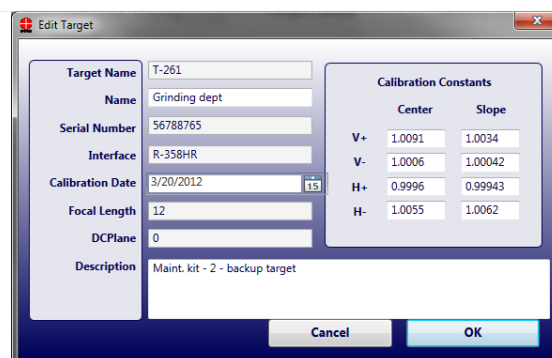 Edit Target
Target Name T-261
Name Grinding dept
Serial Number 56788765
Interface R-358HR
Calibration Date 3/20/2012 15
Focal Length 12
DCPlane 0
Description Maint. kit - 2 - backup target
Calibration Constants
Center Slope
V+ 1.0091 1.0034
V- 1.0006 1.00042
H+ 0.9996 0.99943
H- 1.0055 1.0062
Cancel OK